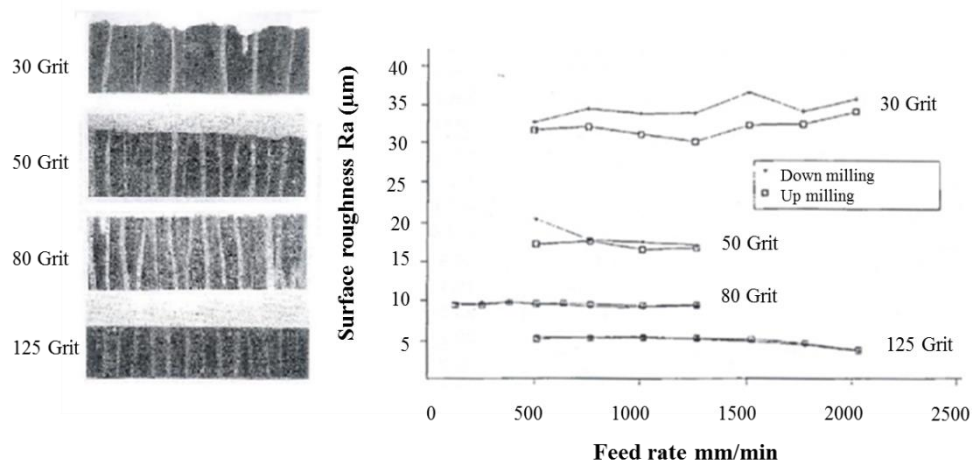 30 Grit
50 Grit
80 Grit
125 Grit
Surface roughness Ra (μm)
40
35
30
25
20
15
10
5
0 500 1000 1500 2000 2500
Feed rate mm/min
30 Grit
Down milling
Up milling
50 Grit
80 Grit
125 Grit